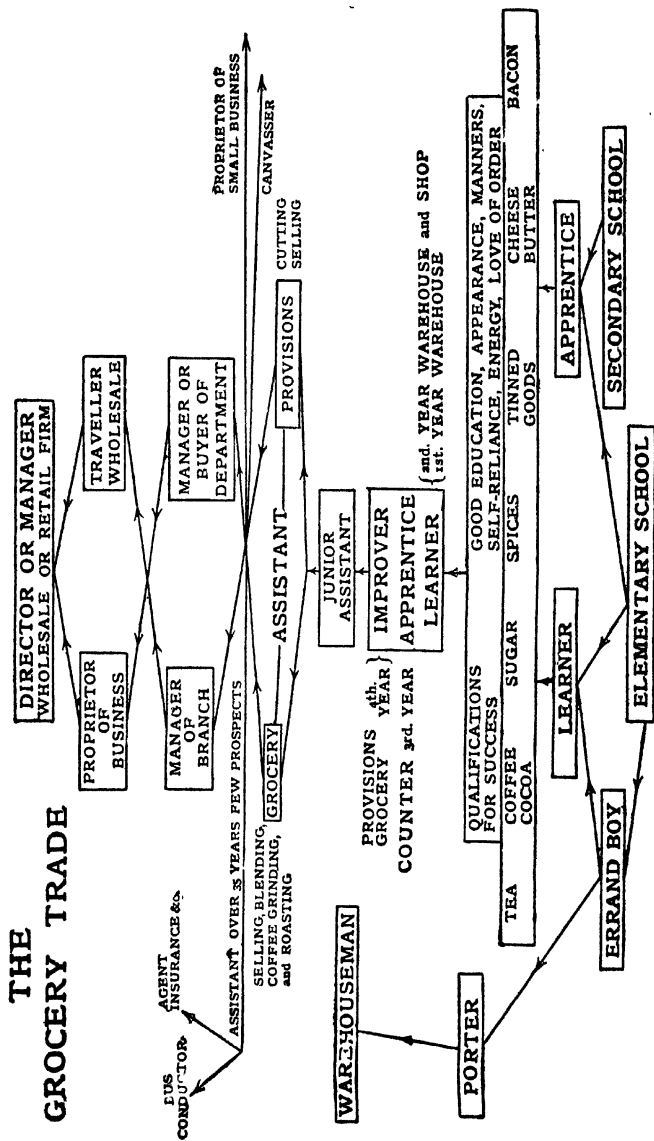 THE
GROCERY TRADE
DIRECTOR OR MANAGER
WHOLESALE OR RETAIL FIRM
PROPRIETOR
OF
BUSINESS
TRAVELLER
WHOLESALE
MANAGER
OF
BRANCH
MANAGER OR
BUYER OF
DEPARTMENT
BUS
CONDUCTOR
AGENT
INSURANCE &c.
ASSISTANT OVER 35 YEARS FEW PROSPECTS
PROPRIETOR OF
SMALL BUSINESS
CANVASSER
SELLING, BLENDING,
COFFEE GRINDING,
and ROASTING
GROCERY
ASSISTANT
PROVISIONS
CUTTING
SELLING
JUNIOR
ASSISTANT
WAREHOUSEMAN
PROVISIONS
GROCERY
4th.
YEAR
COUNTER 3rd. YEAR
IMPROVER
APPRENTICE
LEARNER
2nd. YEAR WAREHOUSE and SHOP
1st. YEAR WAREHOUSE
PORTER
QUALIFICATIONS
FOR SUCCESS
GOOD EDUCATION, APPEARANCE, MANNERS,
SELF-RELIANCE, ENERGY, LOVE OF ORDER
TEA
COFFEE
COCOA
SUGAR
SPICES
TINNED
GOODS
CHEESE
BUTTER
BACON
LEARNER
APPRENTICE
ERRAND BOY
SECONDARY SCHOOL
ELEMENTARY SCHOOL